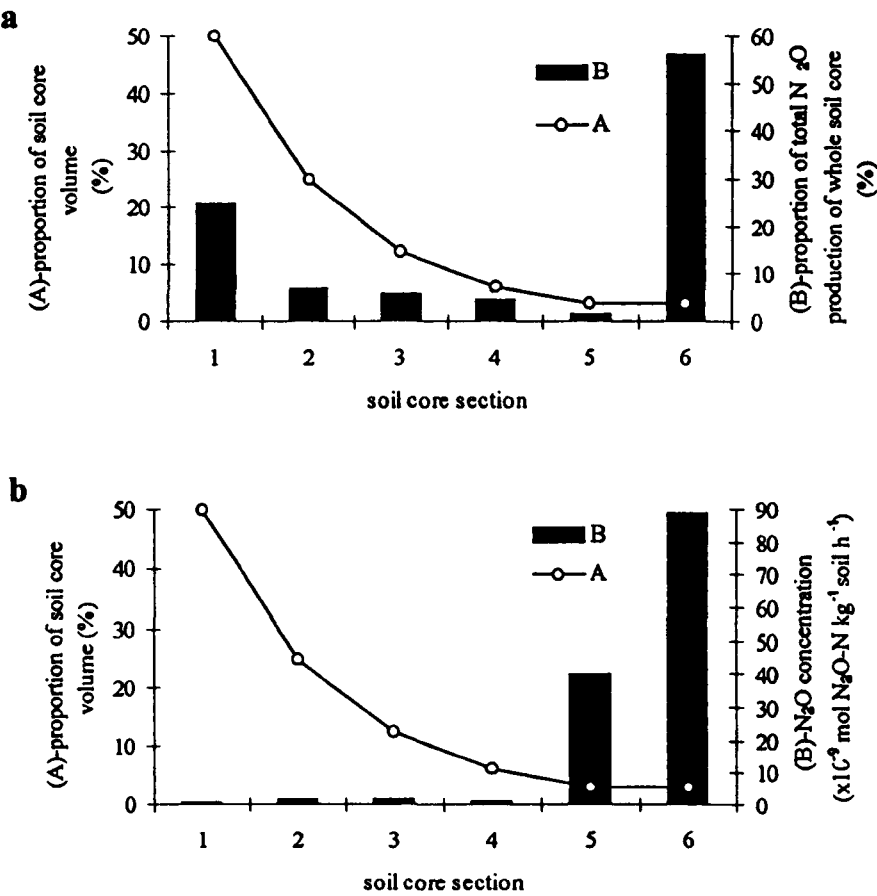 a
(A)-proportion of soil core
volume
(%)
50
40
30
20
10
0
B
A
60
50
40
30
20
10
0
(B)-proportion of total N2O
production of whole soil core
(%)
1 2 3 4 5 6
soil core section
b
(A)-proportion of soil core
volume (%)
50
40
30
20
10
0
B
A
90
80
70
60
50
40
30
20
10
0
(B)-N₂O concentration
(x10⁻⁹ mol N₂O-N kg⁻¹ soil h⁻¹)
1 2 3 4 5 6
soil core section